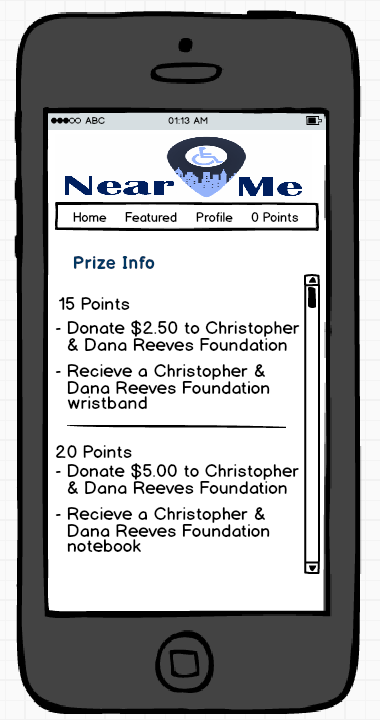 ABC 01:13 AM
Near Me
Home Featured Profile 0 Points
Prize Info
15 Points
- Donate $2.50 to Christopher
& Dana Reeves Foundation
- Recieve a Christopher &
Dana Reeves Foundation
wristband
20 Points
- Donate $5.00 to Christopher
& Dana Reeves Foundation
- Recieve a Christopher &
Dana Reeves Foundation
notebook